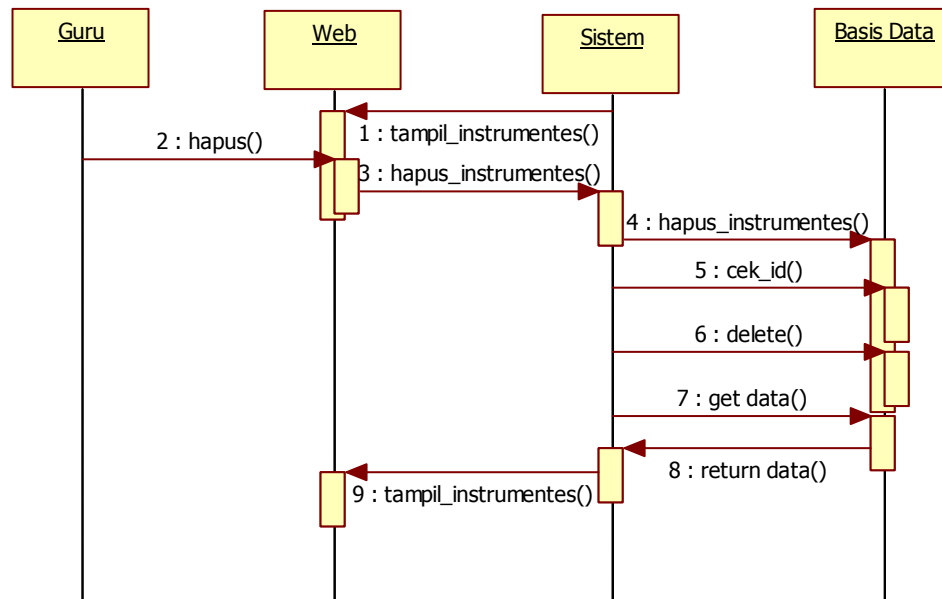 Guru
Web
Sistem
Basis Data
1 : tampil_instrumentes()
2 : hapus()
3 : hapus_instrumentes()
4 : hapus_instrumentes()
5 : cek_id()
6 : delete()
7 : get data()
8 : return data()
9 : tampil_instrumentes()